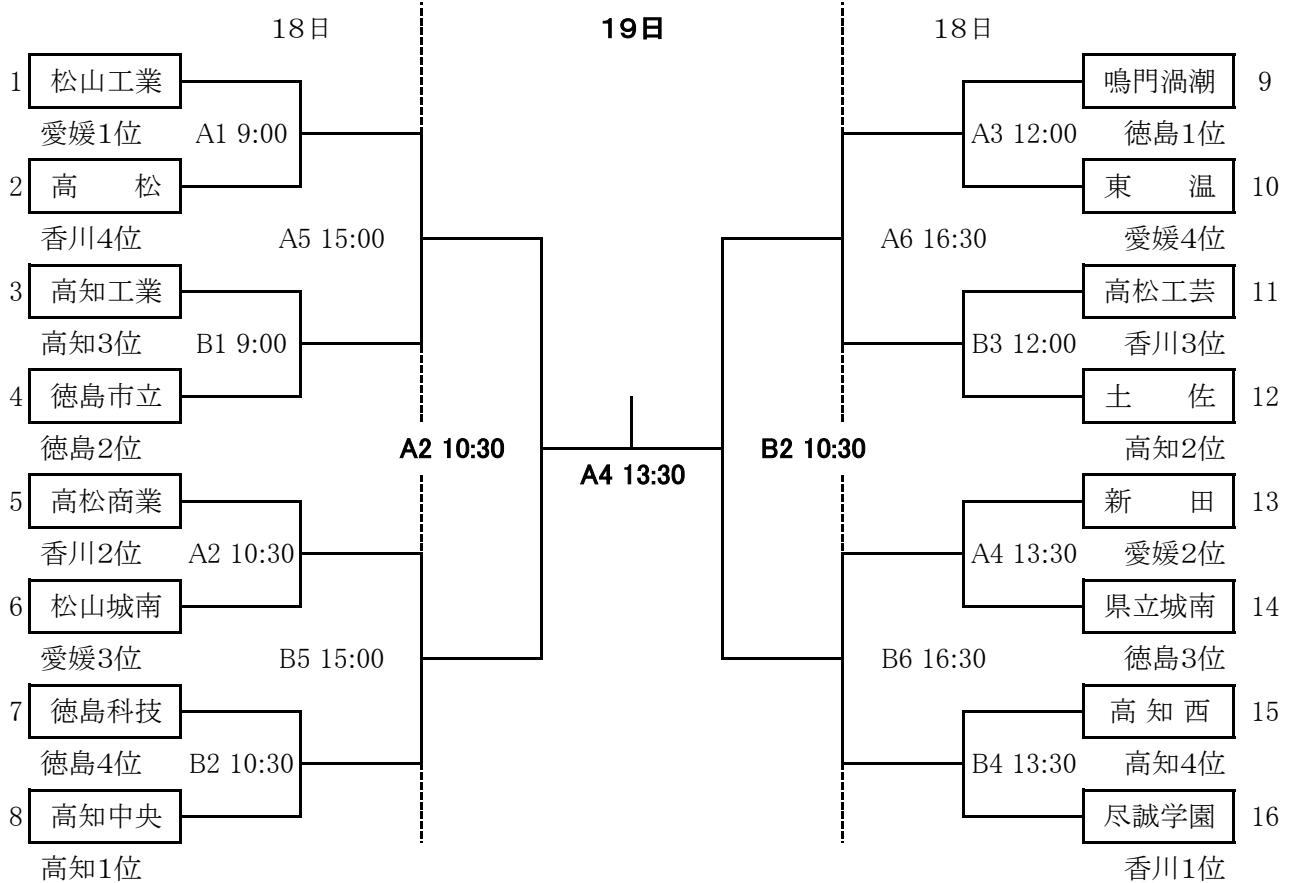 18日
19日
18日
1 松山工業
愛媛1位 A1 9:00
2 高 松
香川4位 A5 15:00
3 高知工業
高知3位 B1 9:00
4 徳島市立
徳島2位
A2 10:30
5 高松商業
香川2位 A2 10:30
6 松山城南
愛媛3位 B5 15:00
7 徳島科技
徳島4位 B2 10:30
8 高知中央
高知1位
A4 13:30
鳴門渦潮 9
A3 12:00 徳島1位
東 温 10
A6 16:30 愛媛4位
高松工芸 11
B3 12:00 香川3位
土 佐 12
B2 10:30 高知2位
新 田 13
A4 13:30 愛媛2位
県立城南 14
B6 16:30 徳島3位
高知西 15
B4 13:30 高知4位
尽誠学園 16
香川1位